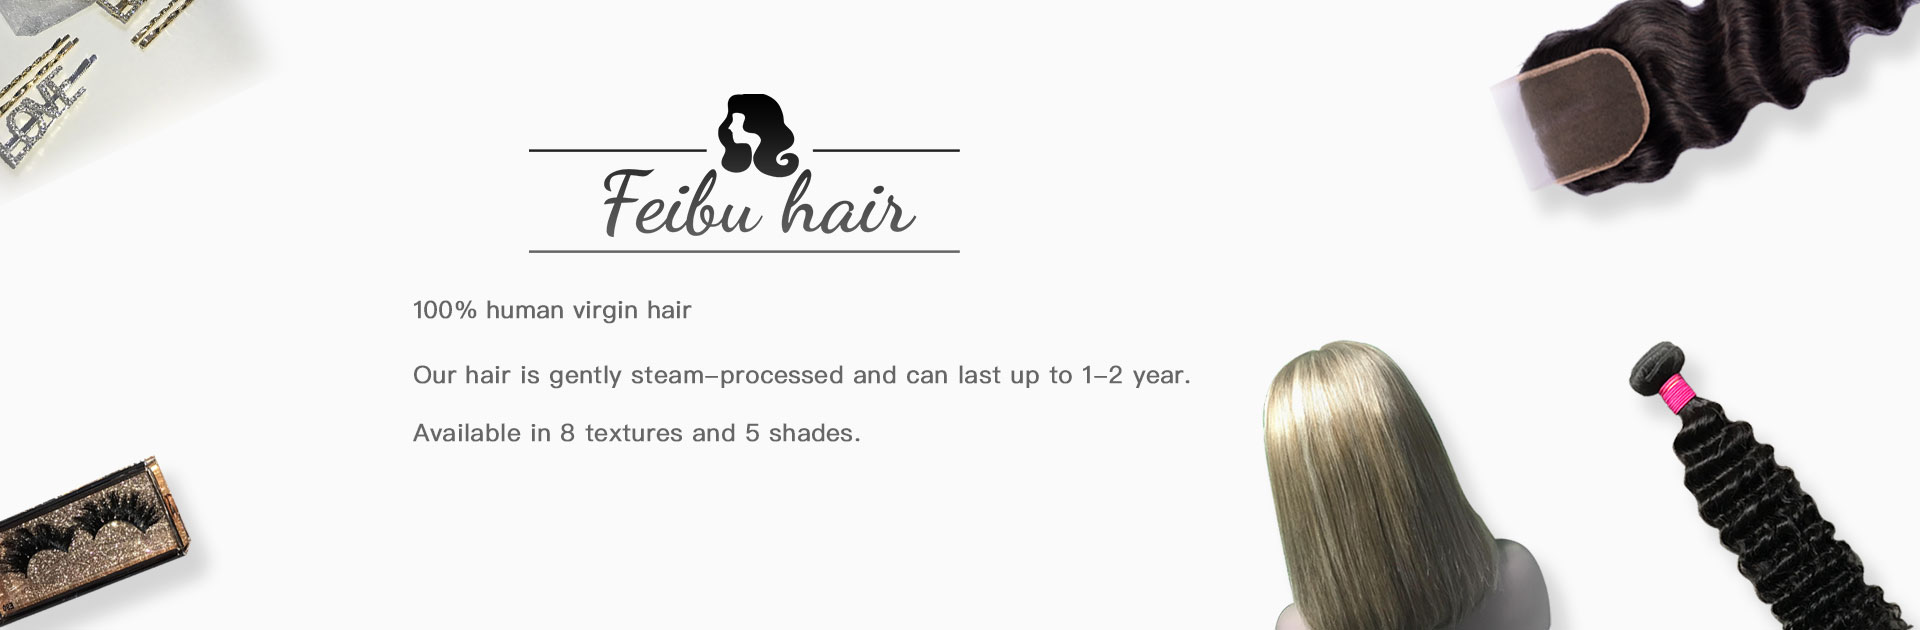 LOVE
Feibu hair
100% human virgin hair
Our hair is gently steam–processed and can last up to 1–2 year.
Available in 8 textures and 5 shades.